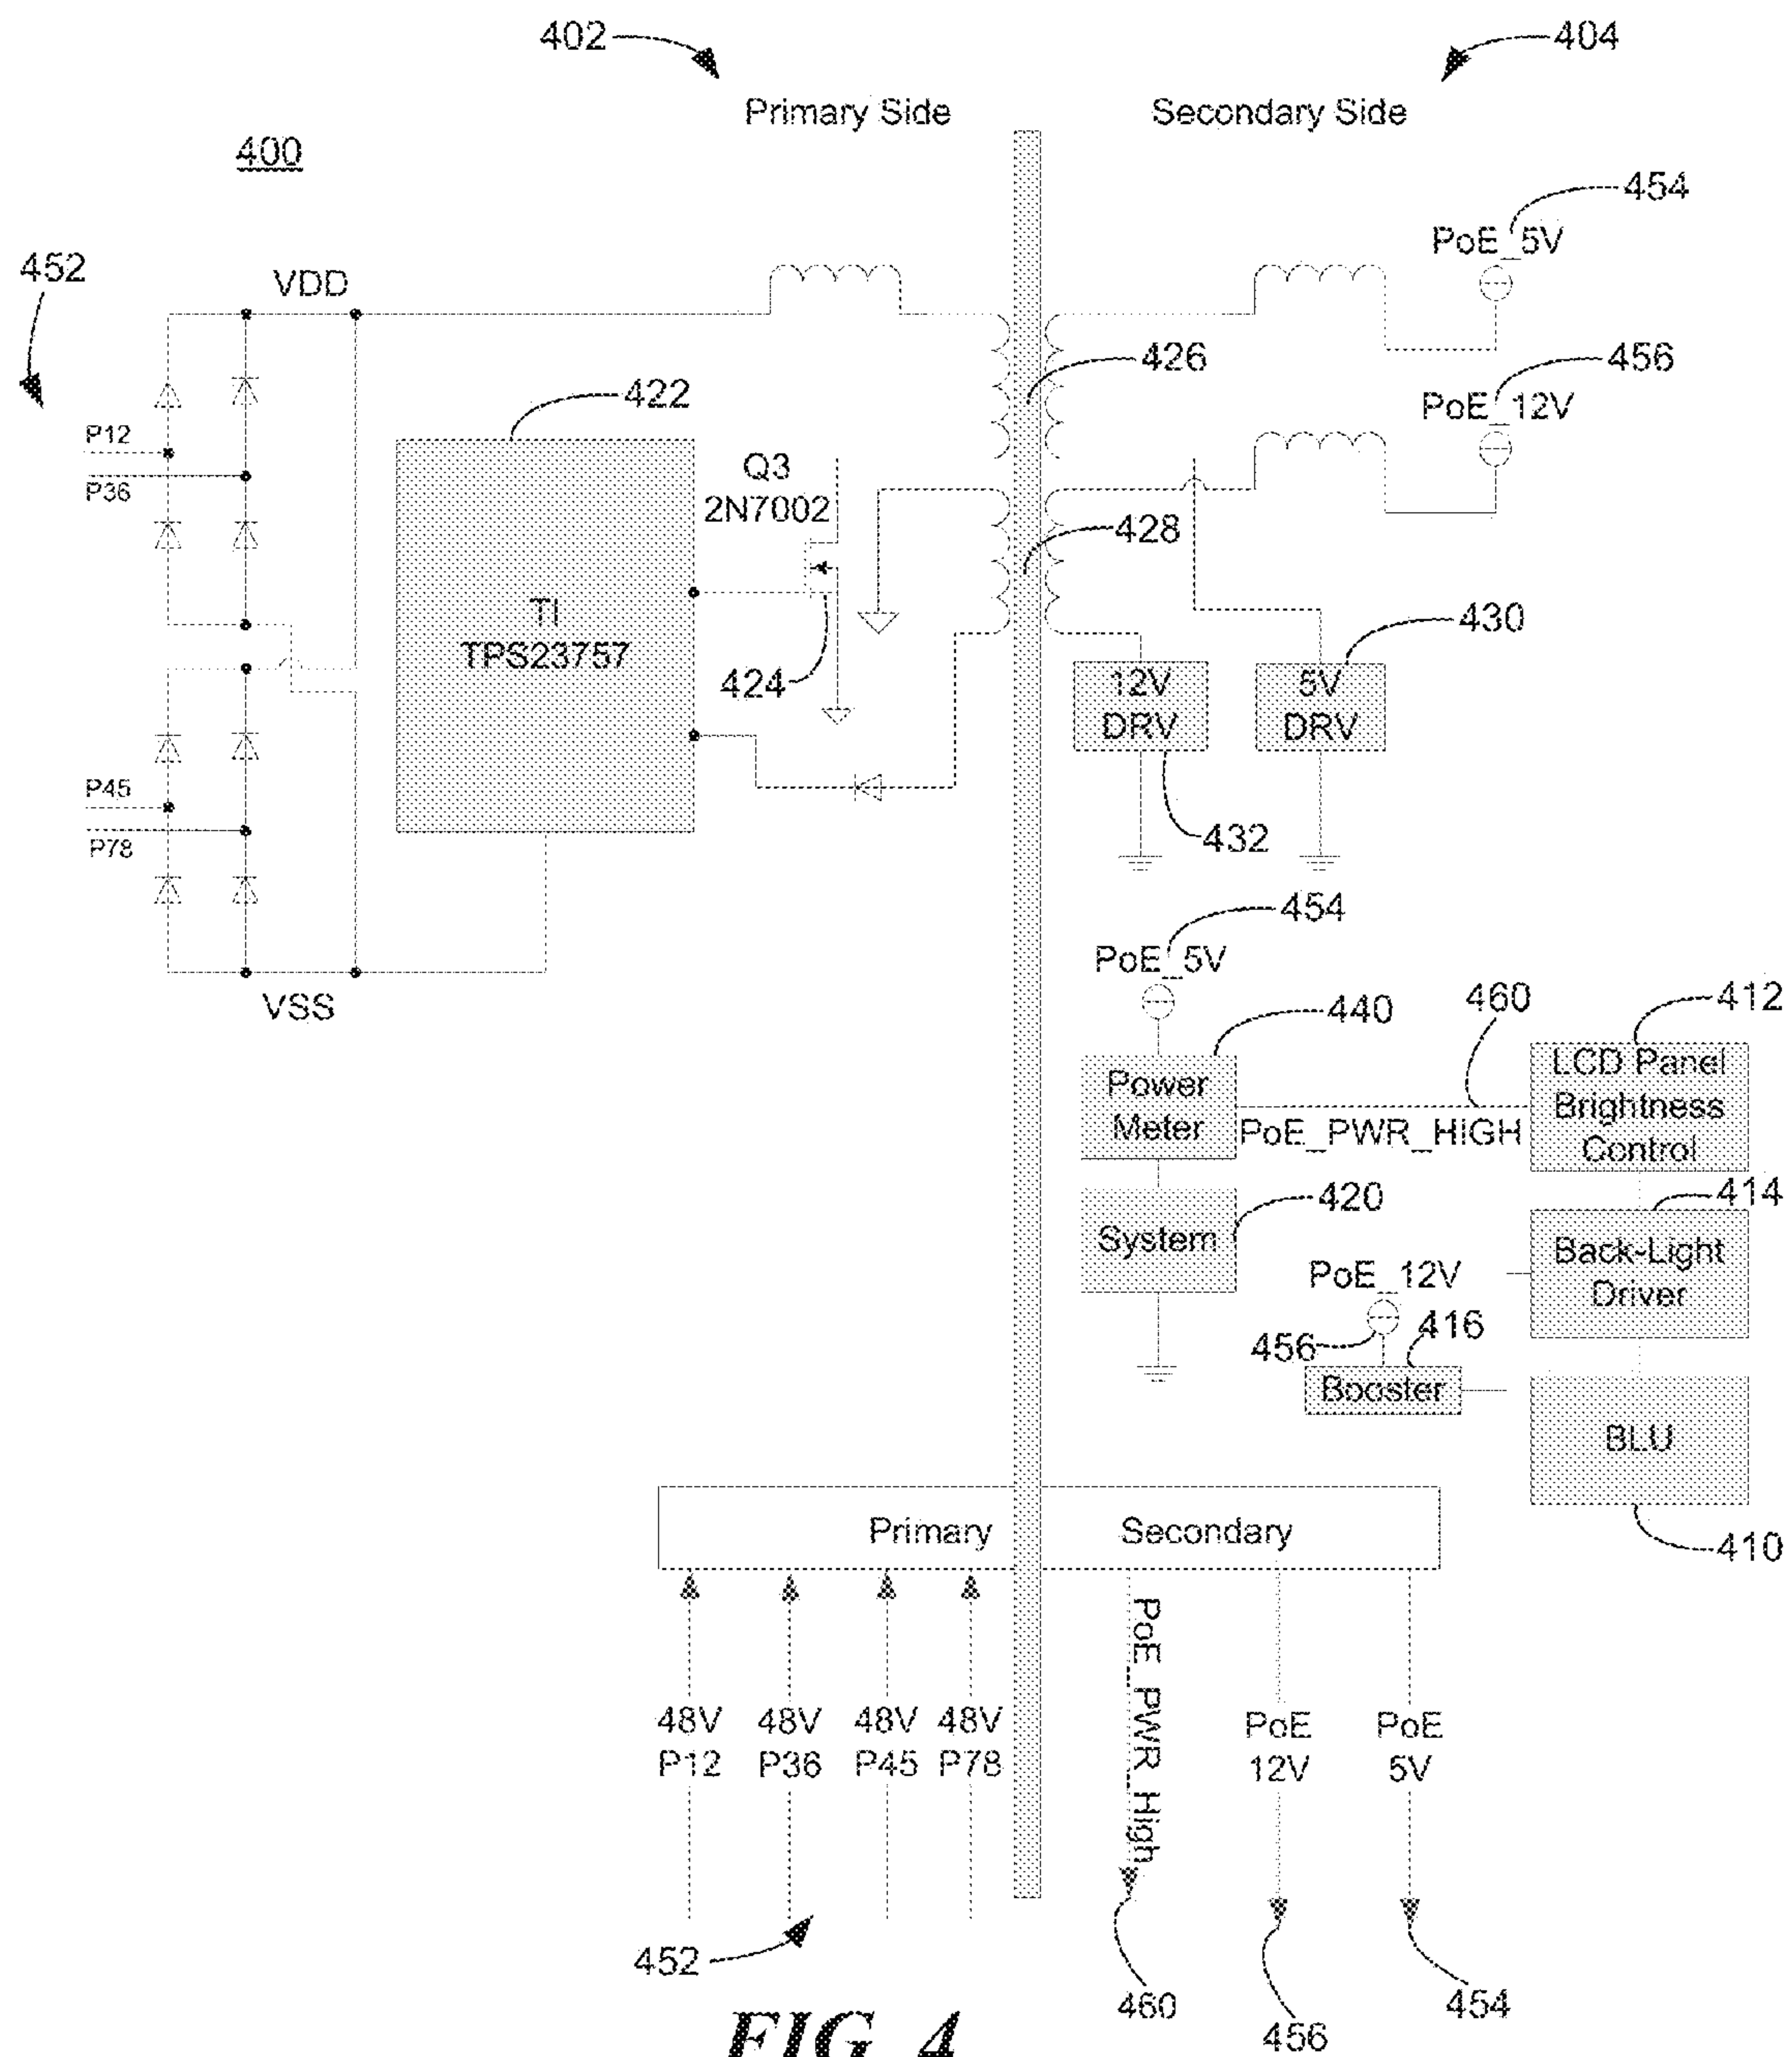 402
404
Primary Side
Secondary Side
400
454
PoE_5V
452
VDD
426
456
PoE_12V
422
P12
P36
Q3
2N7002
428
TI
TPS23757
424
430
12V
DRV
5V
DRV
P45
P78
432
454
PoE_5V
VSS
440
460
412
Power
Meter
PoE_PWR_HIGH
LCD Panel
Brightness
Control
420
414
System
PoE_12V
Back-Light
Driver
456
416
Booster
BLU
410
Primary
Secondary
48V
P12
48V
P36
48V
P45
48V
P78
PoE_PWR_High
PoE
12V
PoE
5V
452
460
456
454
FIG. 4